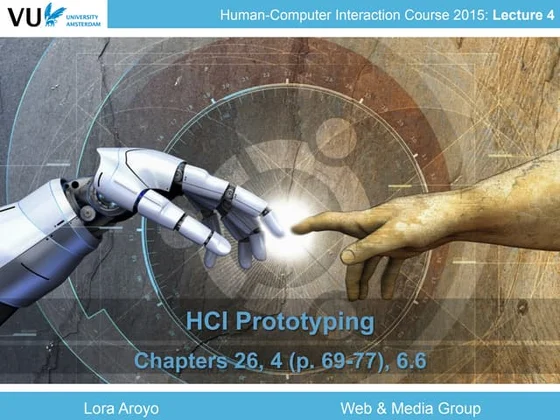 VU
UNIVERSITY
AMSTERDAM
Human-Computer Interaction Course 2015: Lecture 4
HCI Prototyping
Chapters 26, 4 (p. 69-77), 6.6
Lora Aroyo
Web & Media Group